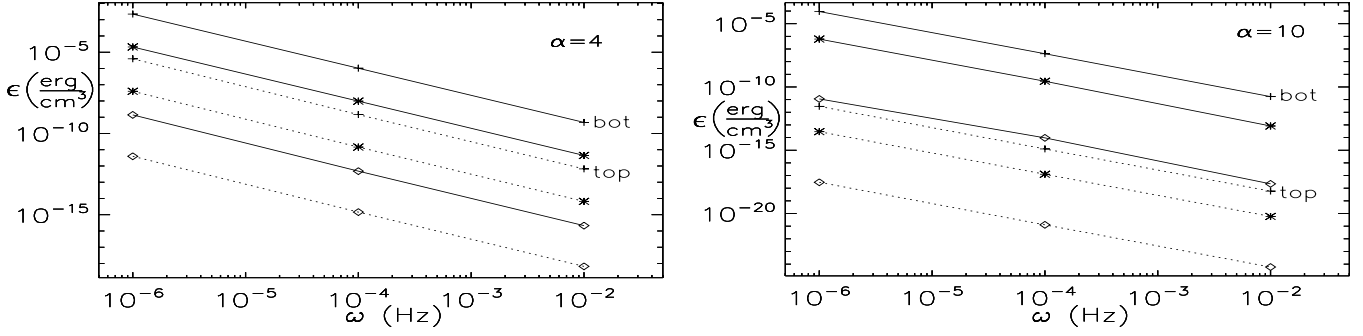 α=4
10⁻⁵
ϵ(erg/cm³)
10⁻¹⁰
10⁻¹⁵
bot
top
10⁻⁶ 10⁻⁵ 10⁻⁴ 10⁻³ 10⁻²
ω (Hz)
α=10
10⁻⁵
10⁻¹⁰
ϵ(erg/cm³)
10⁻¹⁵
10⁻²⁰
bot
top
10⁻⁶ 10⁻⁵ 10⁻⁴ 10⁻³ 10⁻²
ω (Hz)